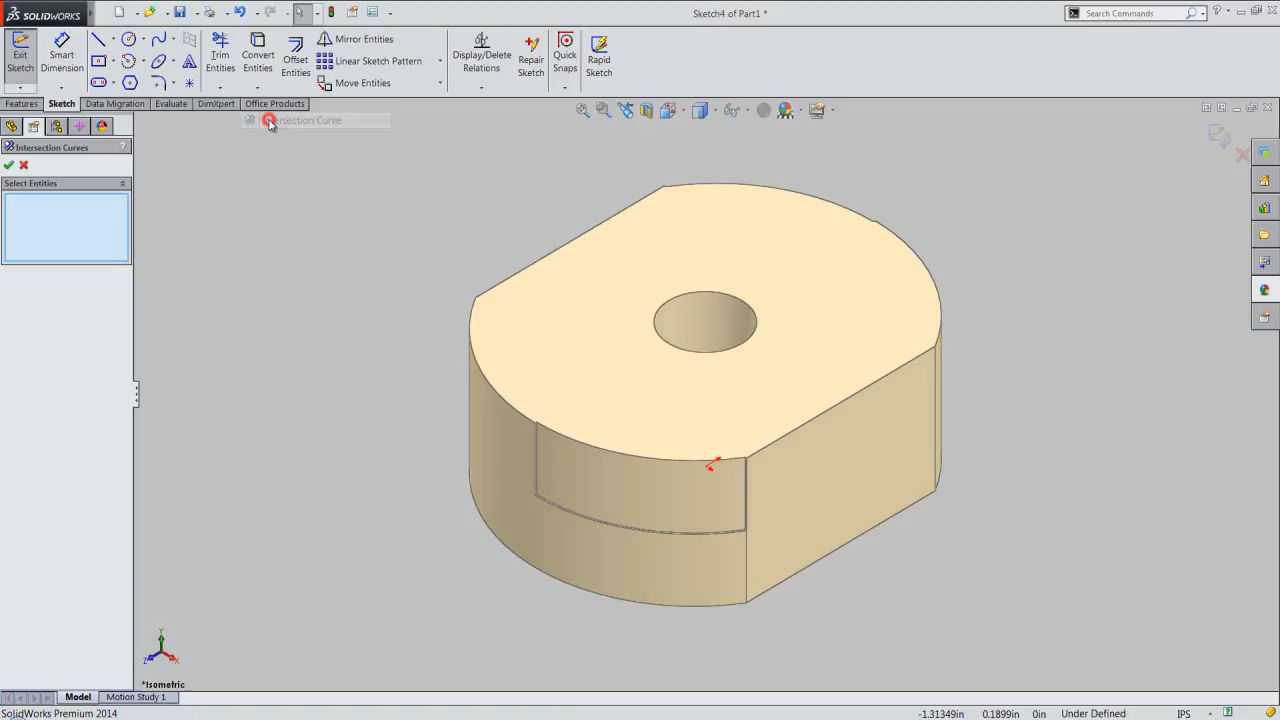 SOLIDWORKS
Sketch4 of Part1 *
Search Commands
Exit Sketch
Smart Dimension
Trim Entities
Convert Entities
Offset Entities
Mirror Entities
Linear Sketch Pattern
Move Entities
Display/Delete Relations
Repair Sketch
Quick Snaps
Rapid Sketch
Features Sketch Data Migration Evaluate DimXpert Office Products
ersection Curve
Intersection Curves ?
Select Entities
Y
Z X
*Isometric
Model Motion Study 1
SolidWorks Premium 2014 -1.31349in 0.1899in 0in Under Defined IPS